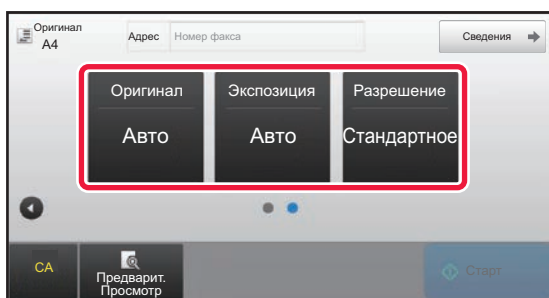 Оригинал
A4
Адрес
Номер факса
Сведения
Оригинал
Экспозиция
Разрешение
Авто
Авто
Стандартное
CA
Предварит.
Просмотр
Старт